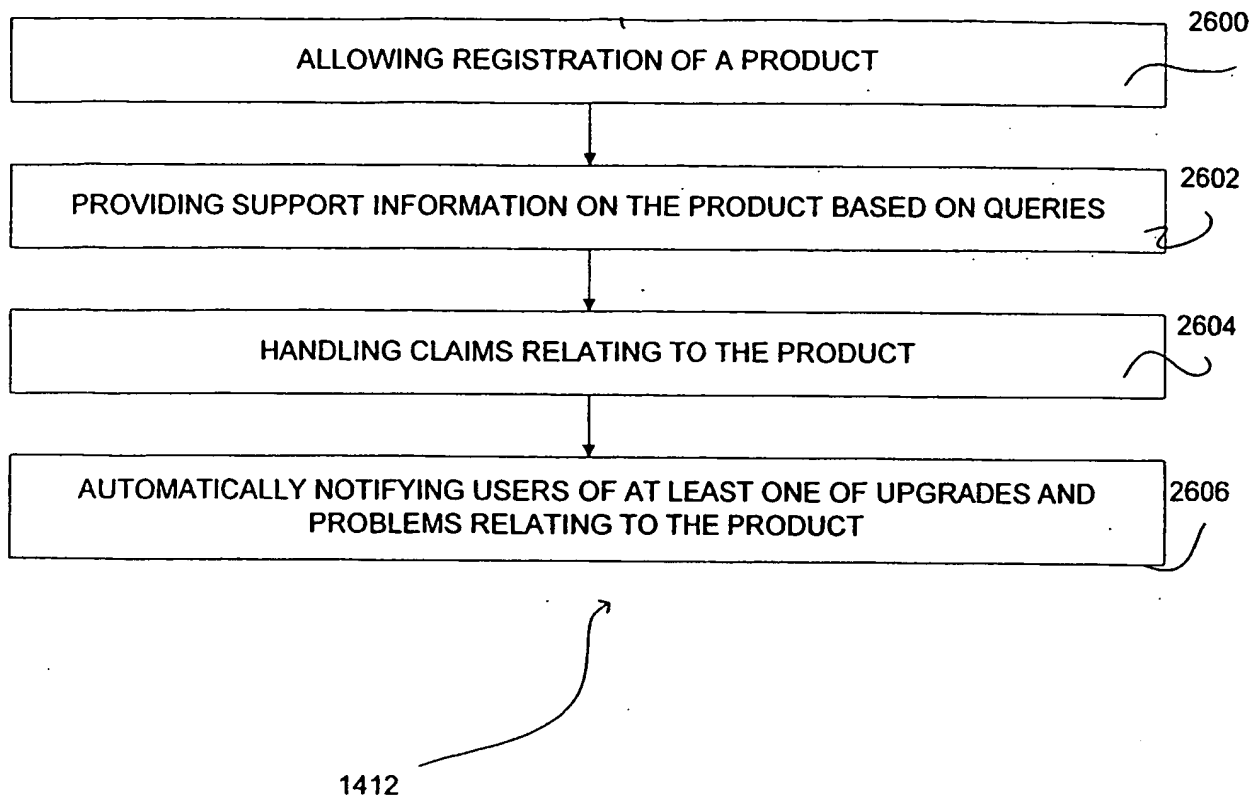 2600
ALLOWING REGISTRATION OF A PRODUCT
2602
PROVIDING SUPPORT INFORMATION ON THE PRODUCT BASED ON QUERIES
2604
HANDLING CLAIMS RELATING TO THE PRODUCT
AUTOMATICALLY NOTIFYING USERS OF AT LEAST ONE OF UPGRADES AND
PROBLEMS RELATING TO THE PRODUCT
2606
1412